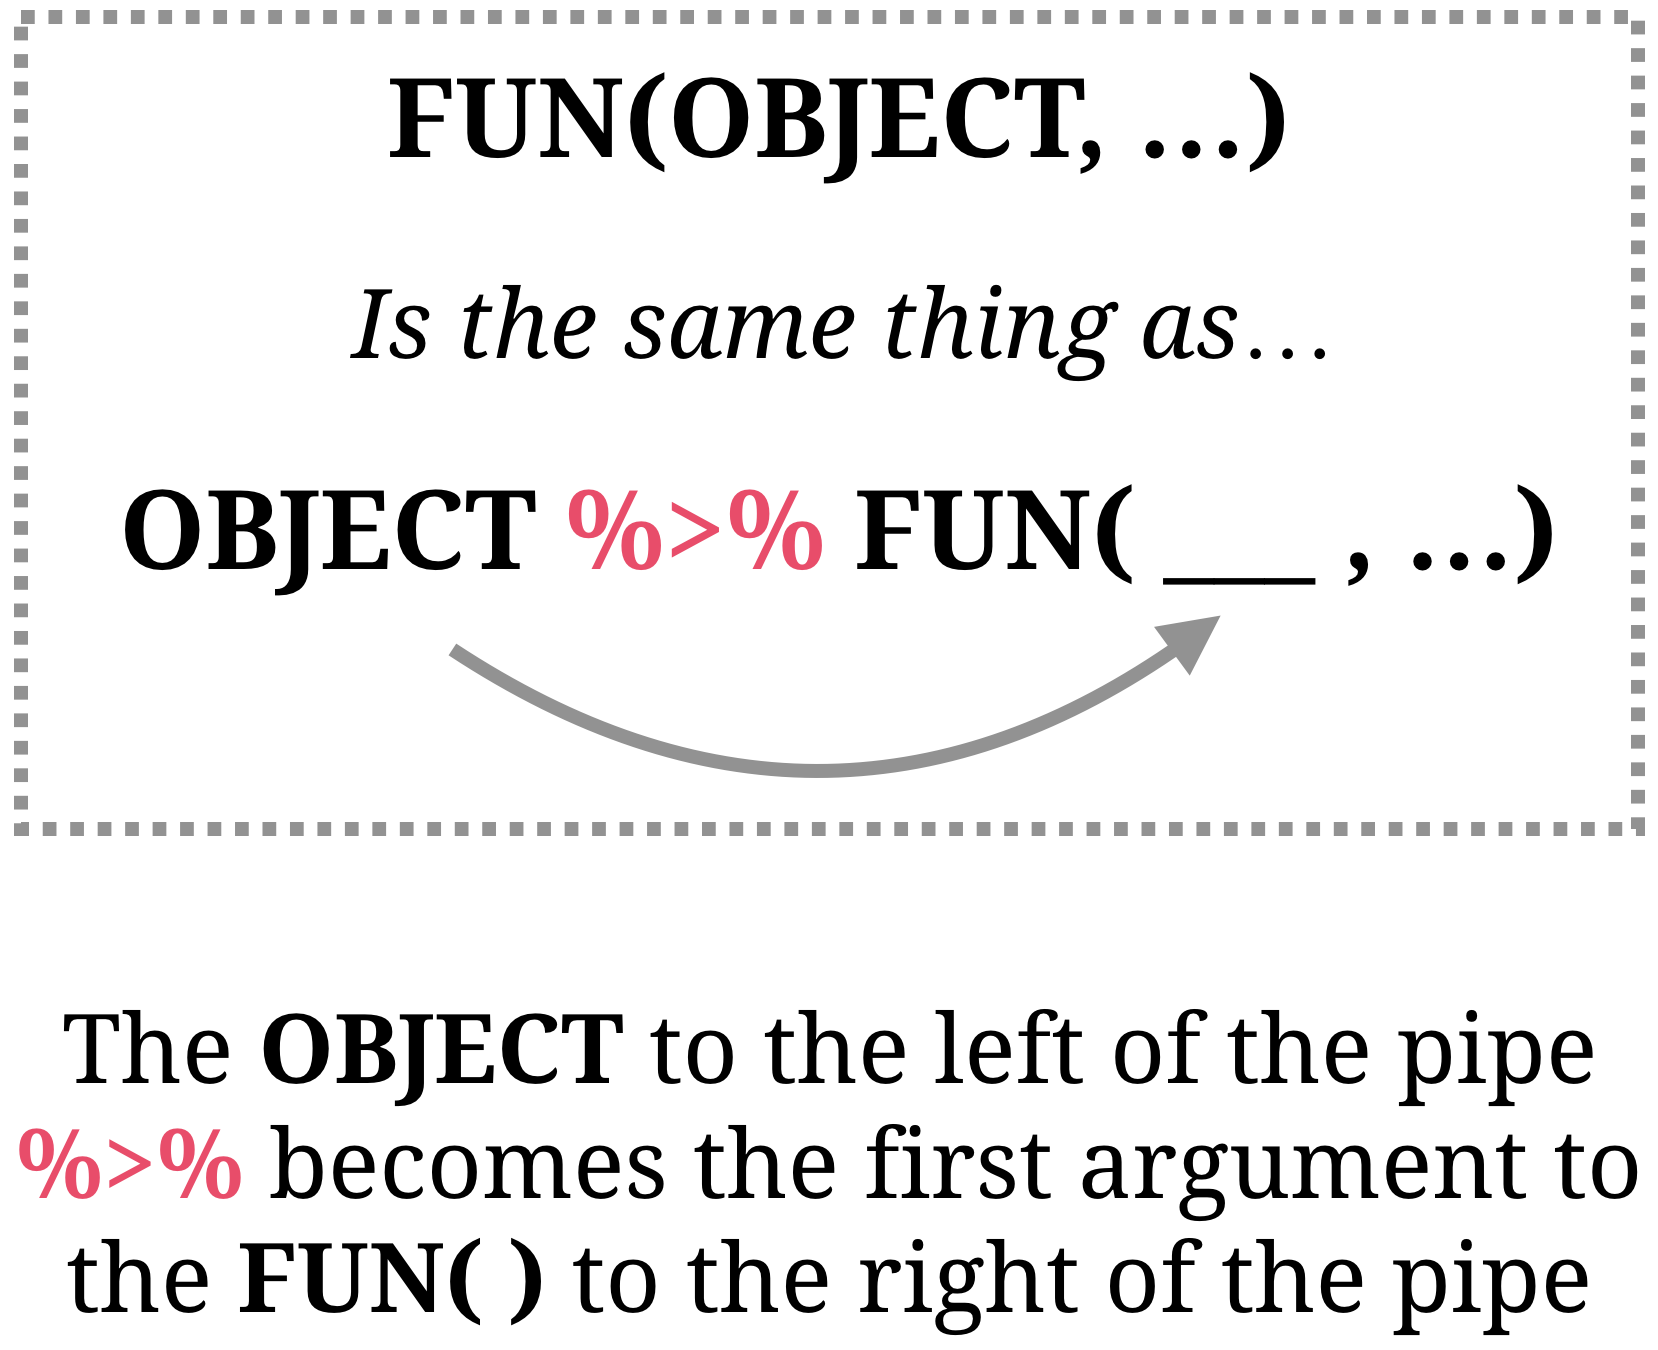 FUN(OBJECT, …)
Is the same thing as…
OBJECT %>% FUN( ___ , …)
The OBJECT to the left of the pipe
%>% becomes the first argument to
the FUN( ) to the right of the pipe